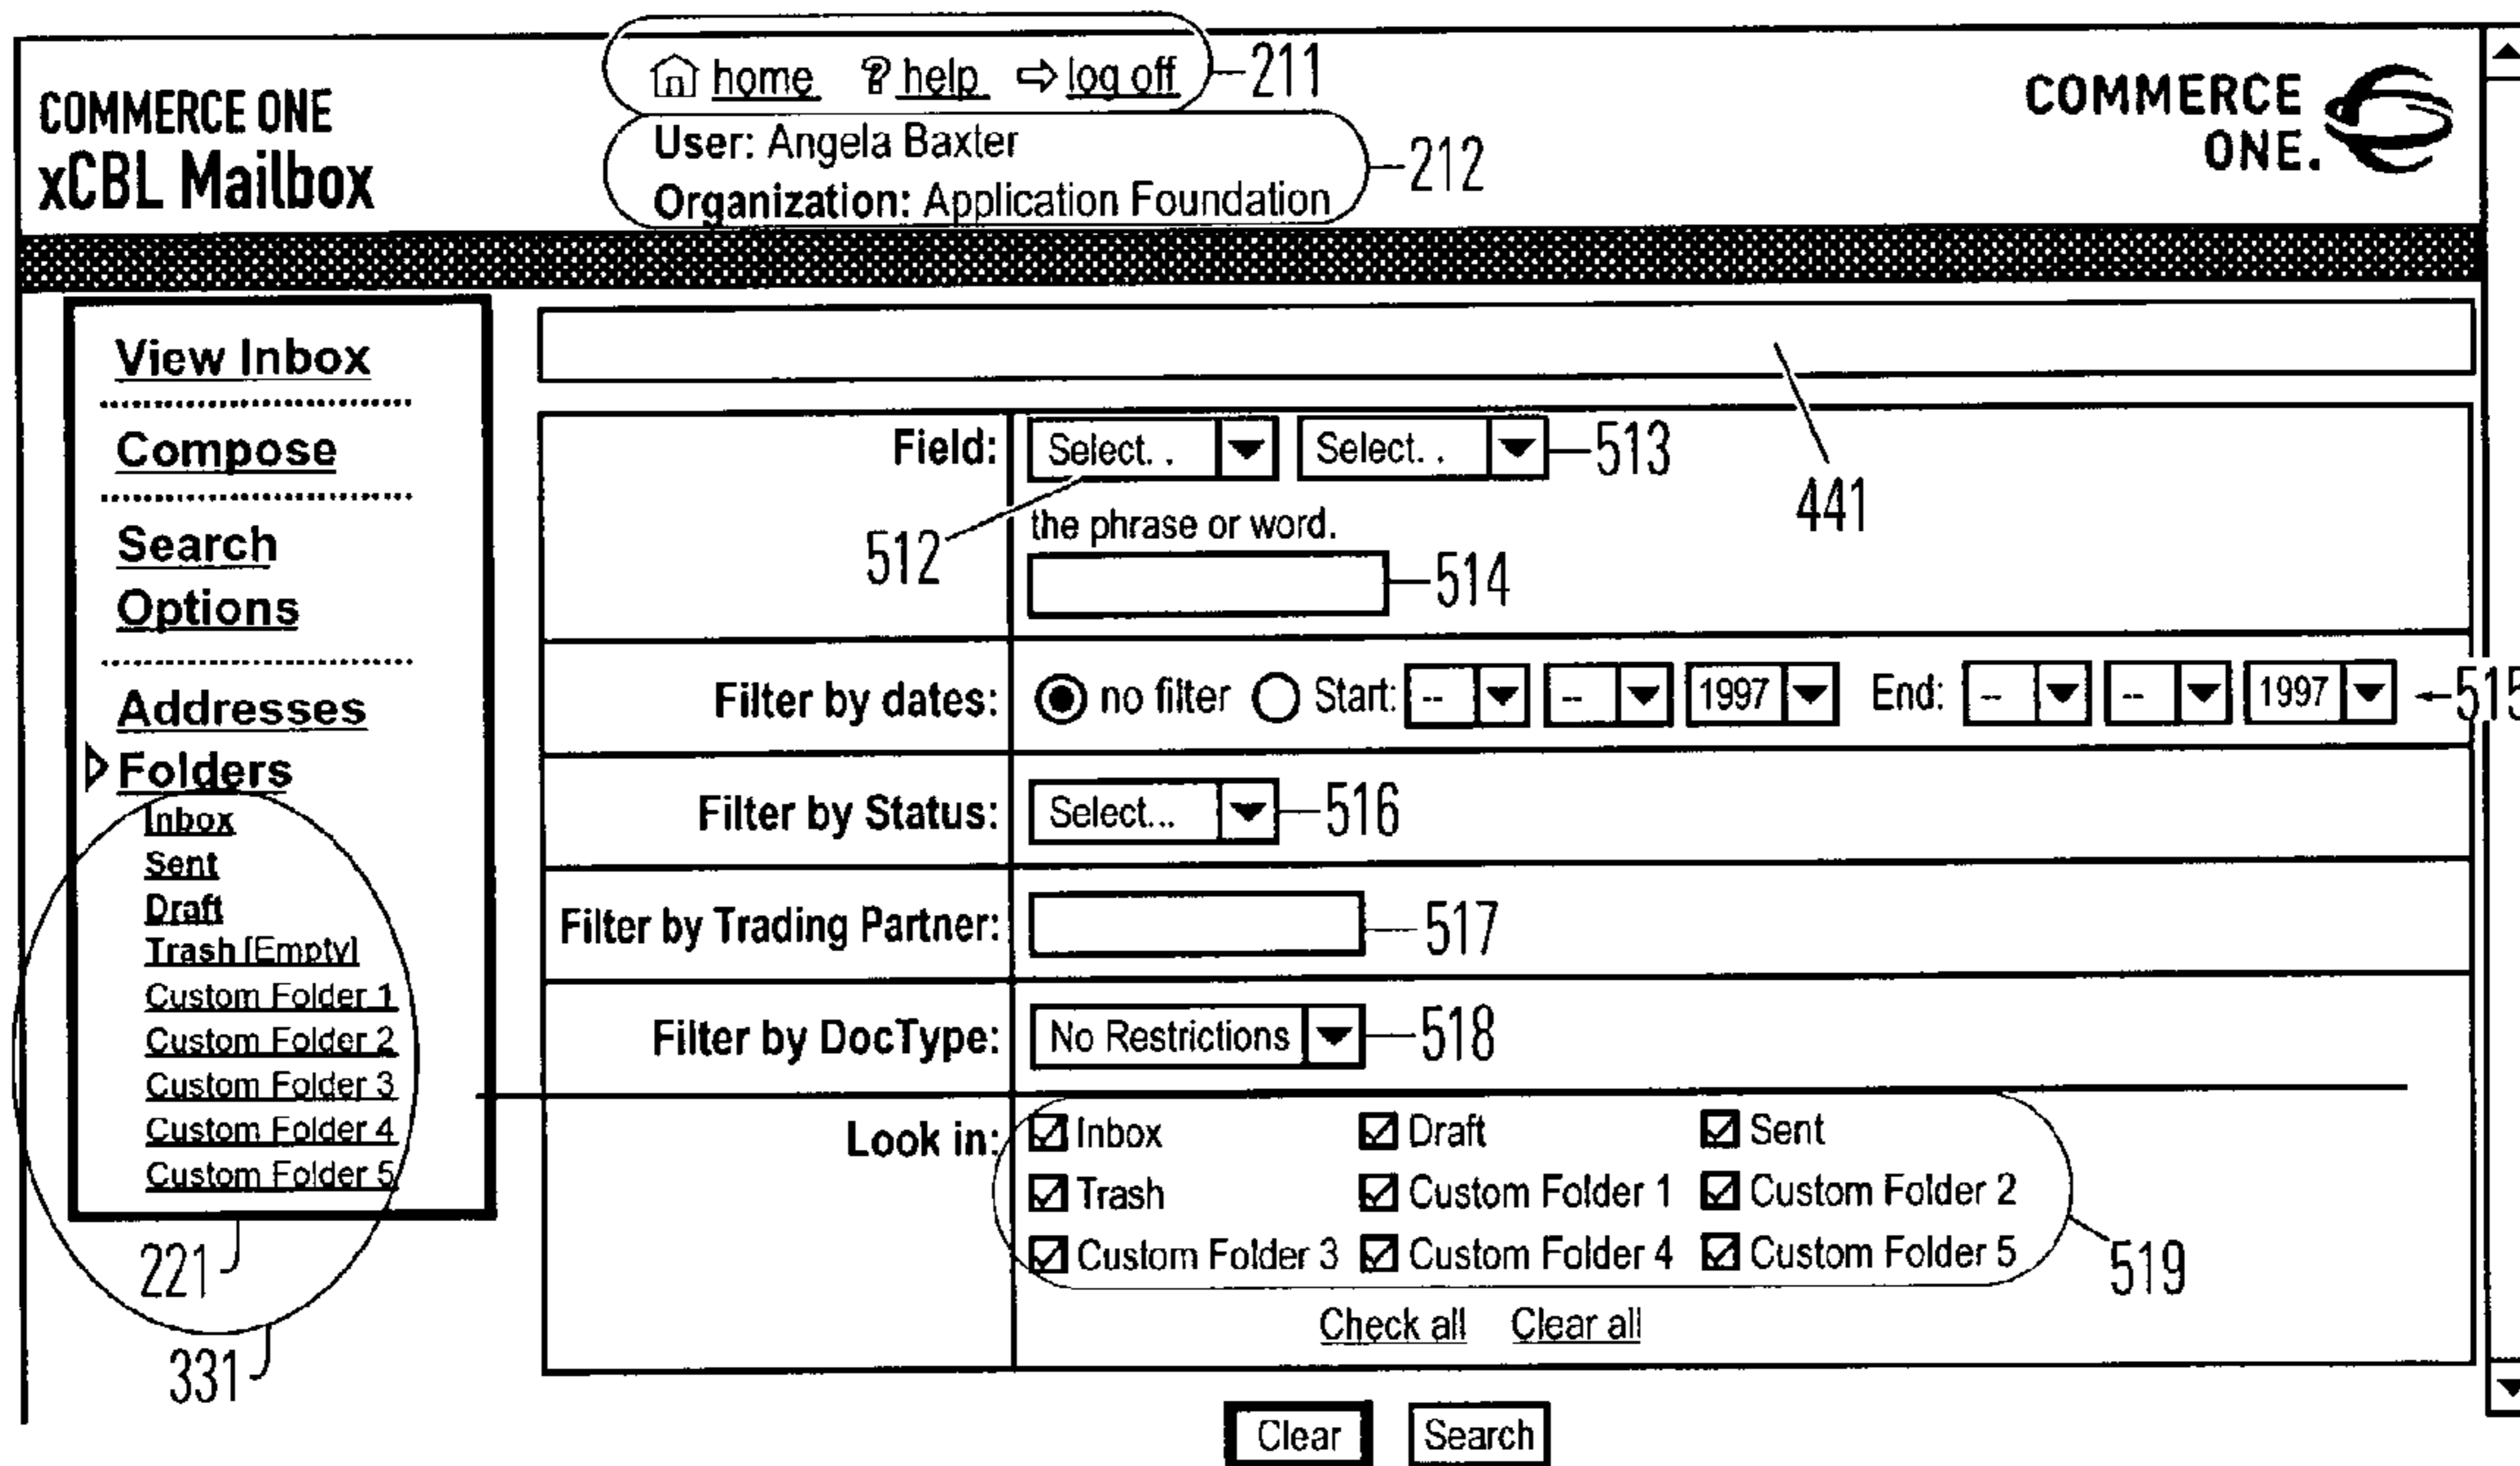 home ? help log off 211
COMMERCE ONE
xCBL Mailbox
User: Angela Baxter
Organization: Application Foundation
212
COMMERCE
ONE.
View Inbox
Compose
Search
Options
Addresses
Folders
Inbox
Sent
Draft
Trash [Empty]
Custom Folder 1
Custom Folder 2
Custom Folder 3
Custom Folder 4
Custom Folder 5
221
331
441
Field: Select. . Select. . 513
512
the phrase or word.
514
Filter by dates: no filter Start: -- -- 1997 End: -- -- 1997 515
Filter by Status: Select... 516
Filter by Trading Partner: 517
Filter by DocType: No Restrictions 518
Look in: Inbox Draft Sent
Trash Custom Folder 1 Custom Folder 2
Custom Folder 3 Custom Folder 4 Custom Folder 5
519
Check all Clear all
Clear Search